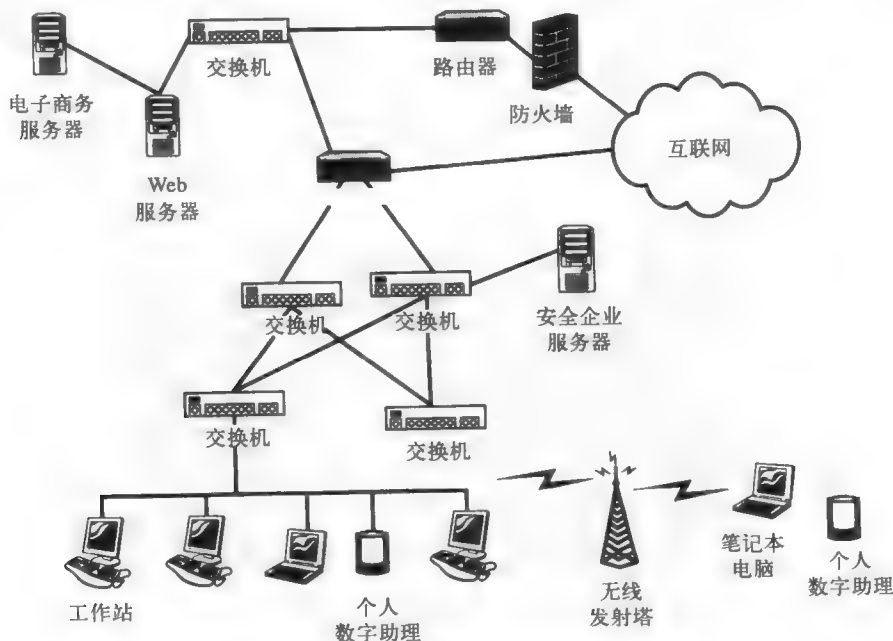 交换机
路由器
防火墙
互联网
电子商务
服务器
Web
服务器
交换机
交换机
安全企业
服务器
交换机
交换机
工作站
个人
数字助理
无线
发射塔
笔记本
电脑
个人
数字助理